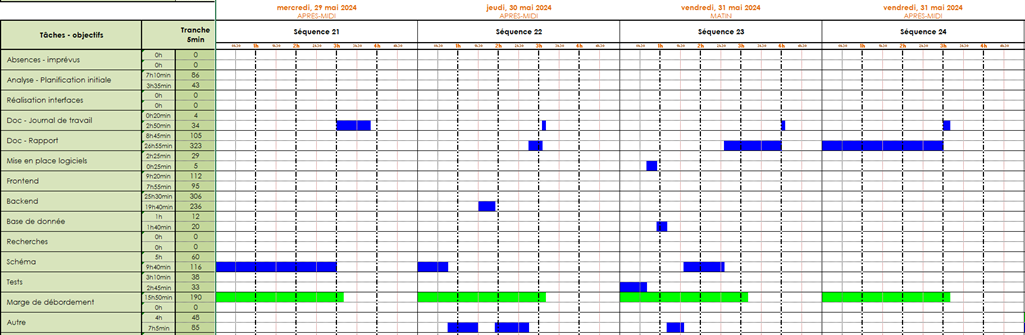 mercredi, 29 mai 2024 jeudi, 30 mai 2024 vendredi, 31 mai 2024 vendredi, 31 mai 2024
APRES-MIDI APRES-MIDI MATIN APRES-MIDI
Tâches - objectifs Tranche 5min Séquence 21 Séquence 22 Séquence 23 Séquence 24
Absences - imprévus 0h 0
0h 0
Analyse - Planification initiale 7h10min 86
3h35min 43
Réalisation interfaces 0h 0
0h 0
Doc - Journal de travail 0h20min 4
2h50min 34
Doc - Rapport 8h45min 105
26h55min 323
Mise en place logiciels 2h25min 29
0h25min 5
Frontend 9h20min 112
7h55min 95
Backend 25h30min 306
19h40min 236
Base de donnée 1h 12
1h40min 20
Recherches 0h 0
0h 0
Schéma 5h 60
9h40min 116
Tests 3h10min 38
2h45min 33
Marge de débordement 15h50min 190
0h 0
Autre 4h 48
7h5min 85